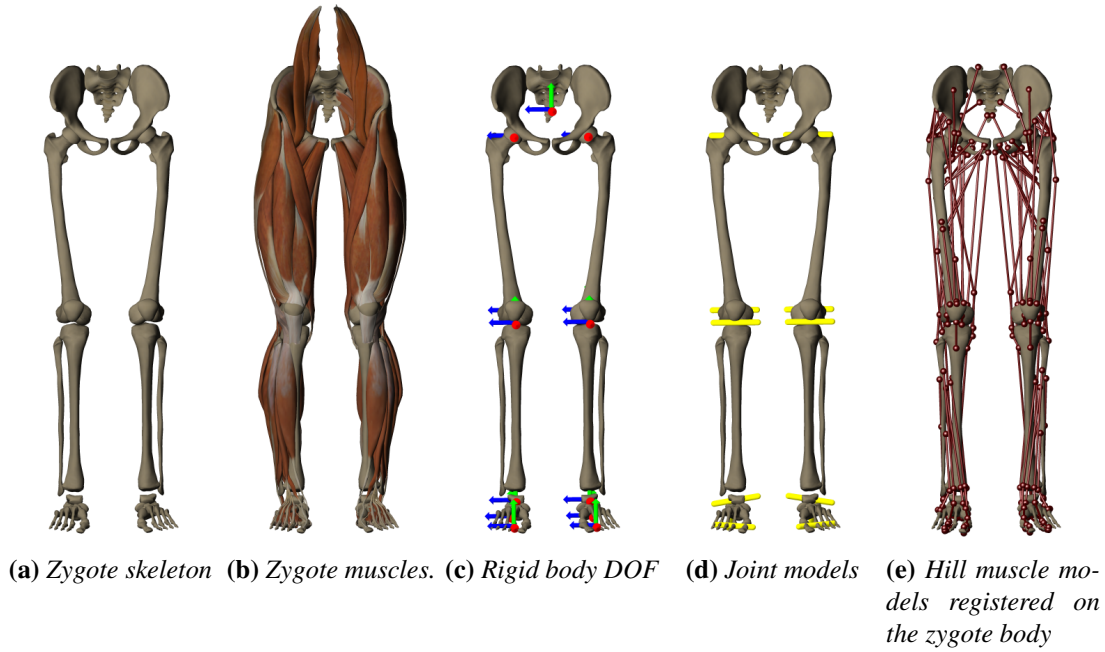 (a) Zygote skeleton (b) Zygote muscles. (c) Rigid body DOF (d) Joint models (e) Hill muscle mo-
dels registered on
the zygote body